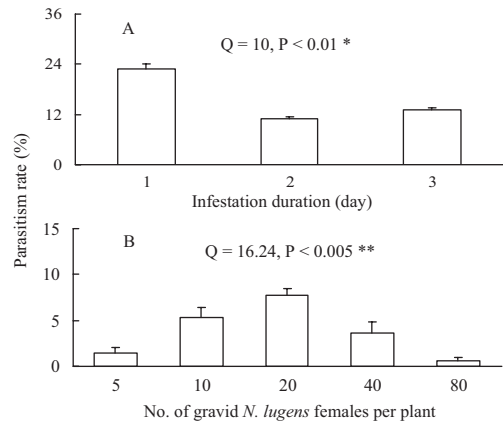 A
Q = 10, P < 0.01 *
36
24
12
0
1 2 3
Infestation duration (day)
Parasitism rate (%)
B
Q = 16.24, P < 0.005 **
15
10
5
0
5 10 20 40 80
No. of gravid N. lugens females per plant